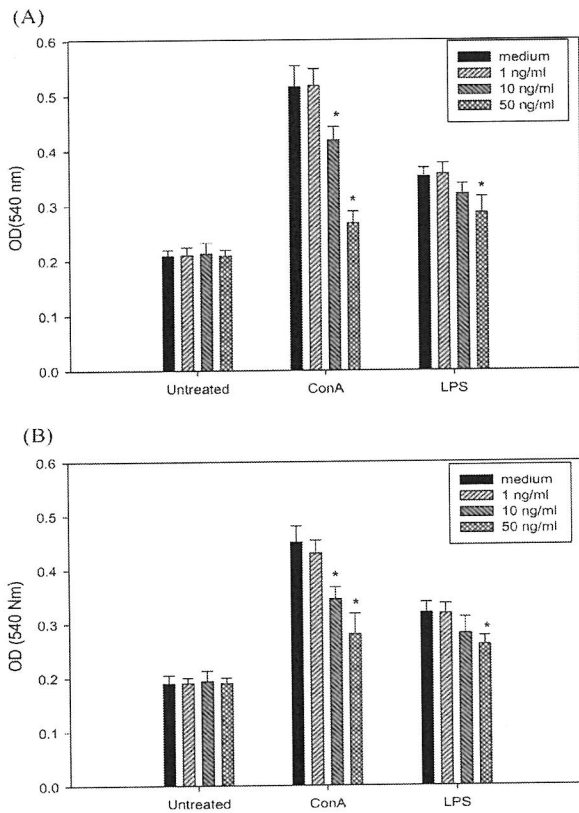 (A)
0.6
0.5
0.4
0.3
0.2
0.1
0.0
OD(540 nm)
medium
1 ng/ml
10 ng/ml
50 ng/ml
*
*
*
Untreated
ConA
LPS
(B)
0.6
0.5
0.4
0.3
0.2
0.1
0.0
OD (540 Nm)
medium
1 ng/ml
10 ng/ml
50 ng/ml
*
*
*
Untreated
ConA
LPS